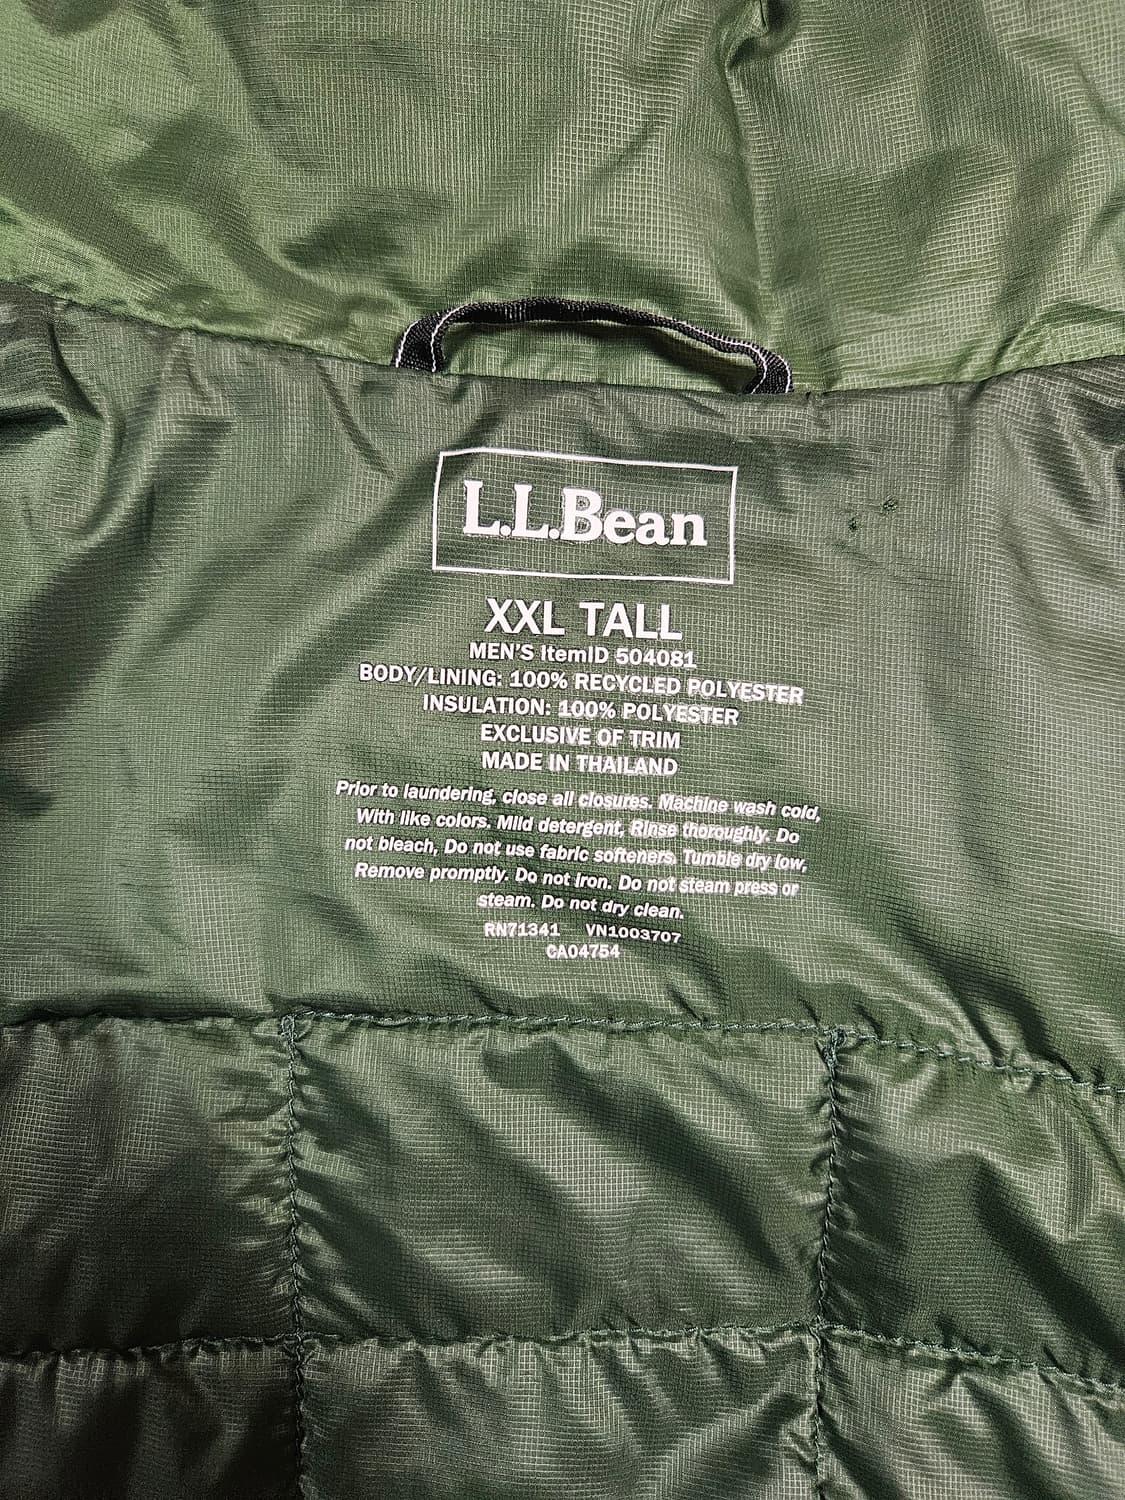 L.L.Bean
XXL TALL
MEN'S ItemID 504081
BODY/LINING: 100% RECYCLED POLYESTER
INSULATION: 100% POLYESTER
EXCLUSIVE OF TRIM
MADE IN THAILAND
Prior to laundering, close all closures. Machine wash cold,
With like colors. Mild detergent, Rinse thoroughly. Do
not bleach, Do not use fabric softeners, Tumble dry low,
Remove promptly. Do not iron. Do not steam press or
steam. Do not dry clean.
RN71341 VN1003707
CA04754